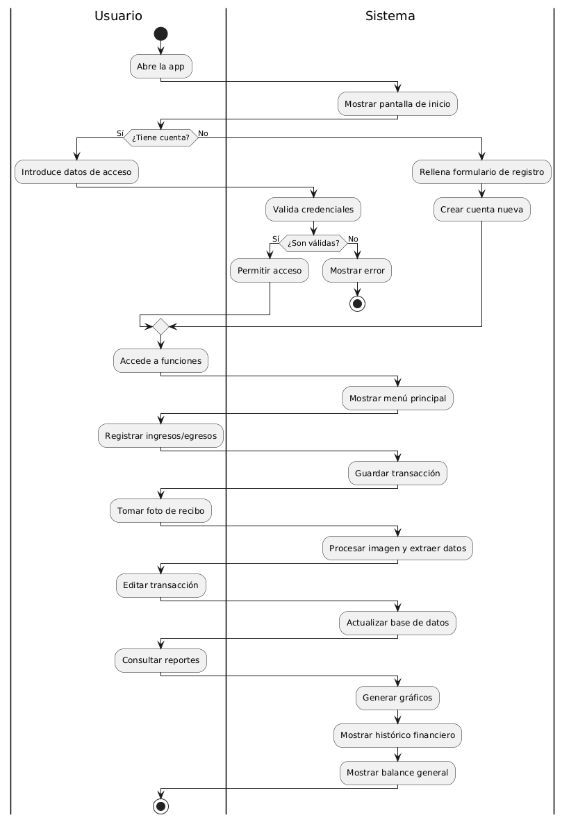 Usuario
Sistema
Abre la app
Mostrar pantalla de inicio
Sí
¿Tiene cuenta?
No
Introduce datos de acceso
Rellena formulario de registro
Valida credenciales
Crear cuenta nueva
Sí
¿Son válidas?
No
Permitir acceso
Mostrar error
Accede a funciones
Mostrar menú principal
Registrar ingresos/egresos
Guardar transacción
Tomar foto de recibo
Procesar imagen y extraer datos
Editar transacción
Actualizar base de datos
Consultar reportes
Generar gráficos
Mostrar histórico financiero
Mostrar balance general